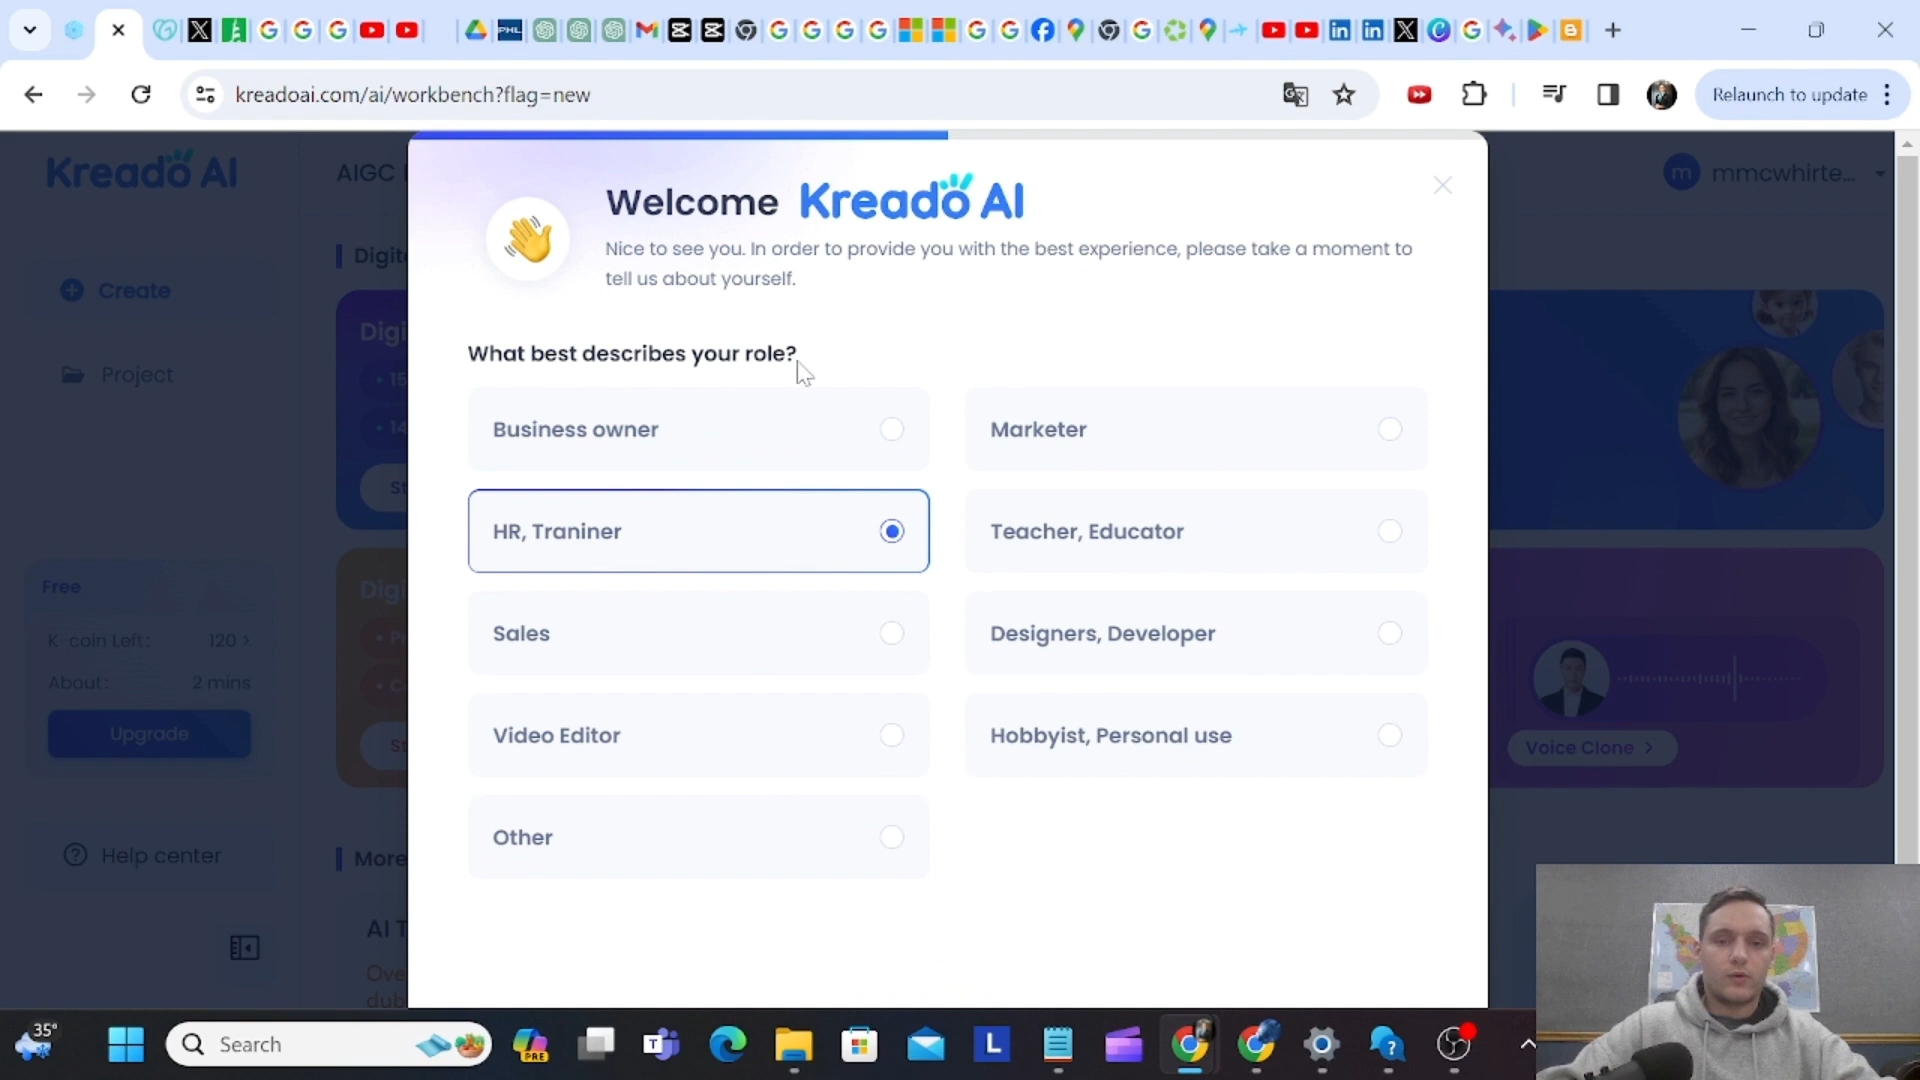 kreadoai.com/ai/workbench?flag=new
Relaunch to update
Kreado AI
AIGC
mmcwhirte...
Welcome Kreado AI
Nice to see you. In order to provide you with the best experience, please take a moment to
tell us about yourself.
Create
Project
What best describes your role?
Business owner
Marketer
HR, Traniner
Teacher, Educator
Sales
Designers, Developer
Video Editor
Hobbyist, Personal use
Other
Free
K-coin Left: 120 >
About: 2 mins
Upgrade
Voice Clone >
Help center
More
35°
Search
PRE